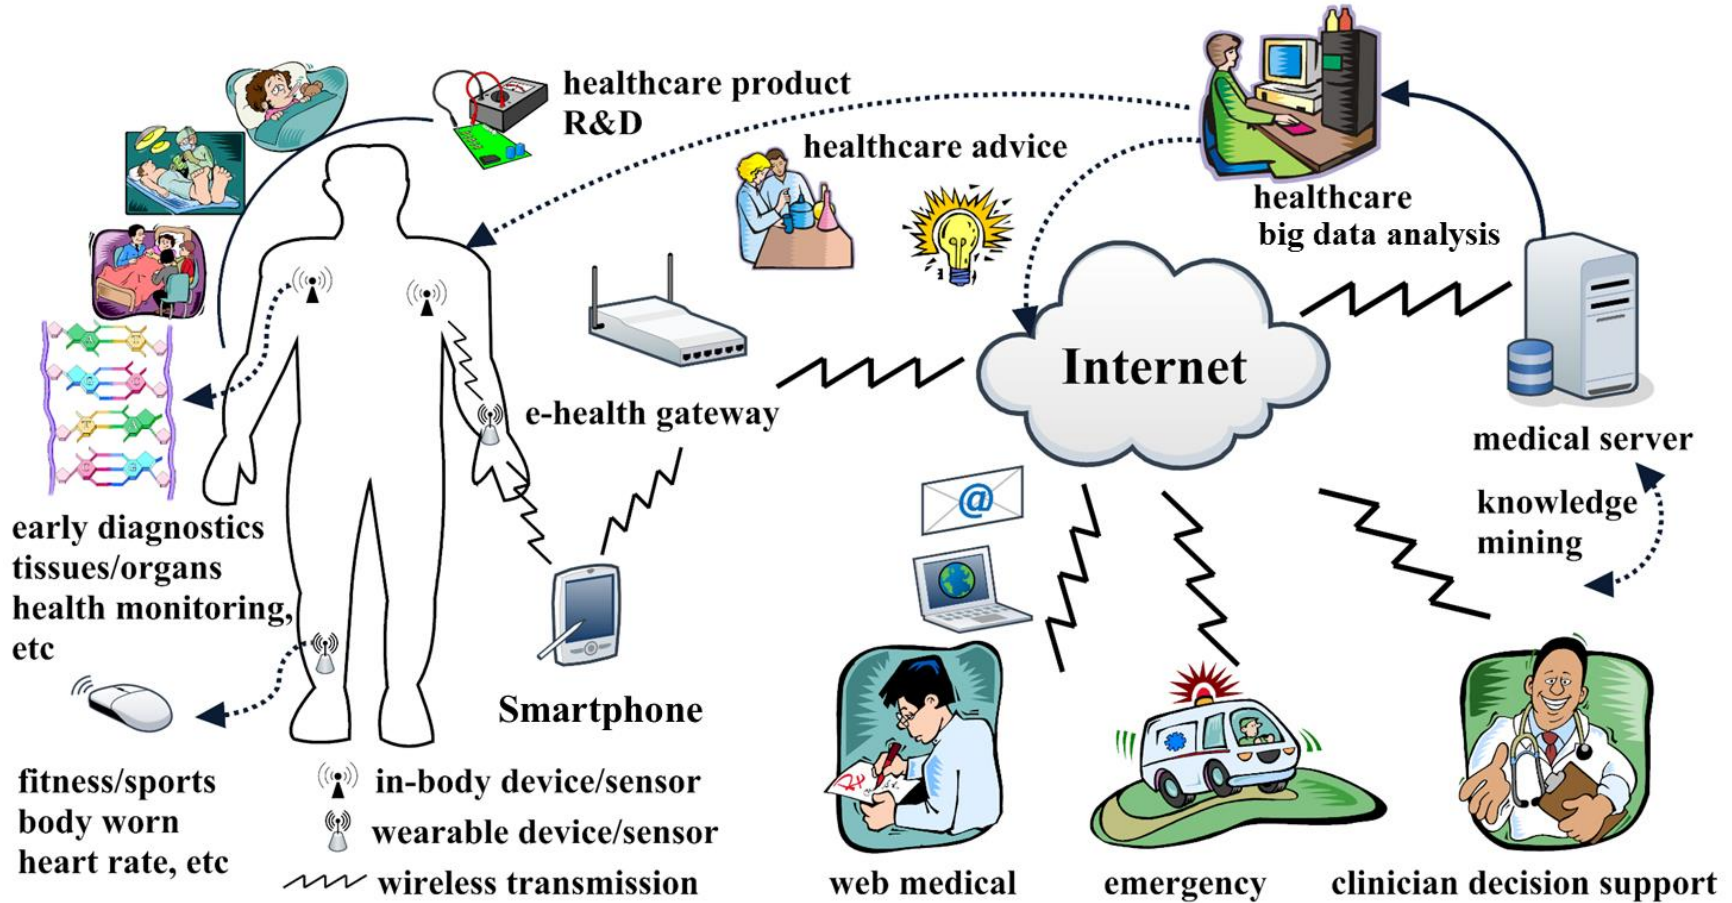 healthcare product
R&D
healthcare advice
healthcare
big data analysis
Internet
e-health gateway
medical server
knowledge
mining
@
early diagnostics
tissues/organs
health monitoring,
etc
Smartphone
fitness/sports
body worn
heart rate, etc
in-body device/sensor
wearable device/sensor
wireless transmission
web medical
emergency
clinician decision support